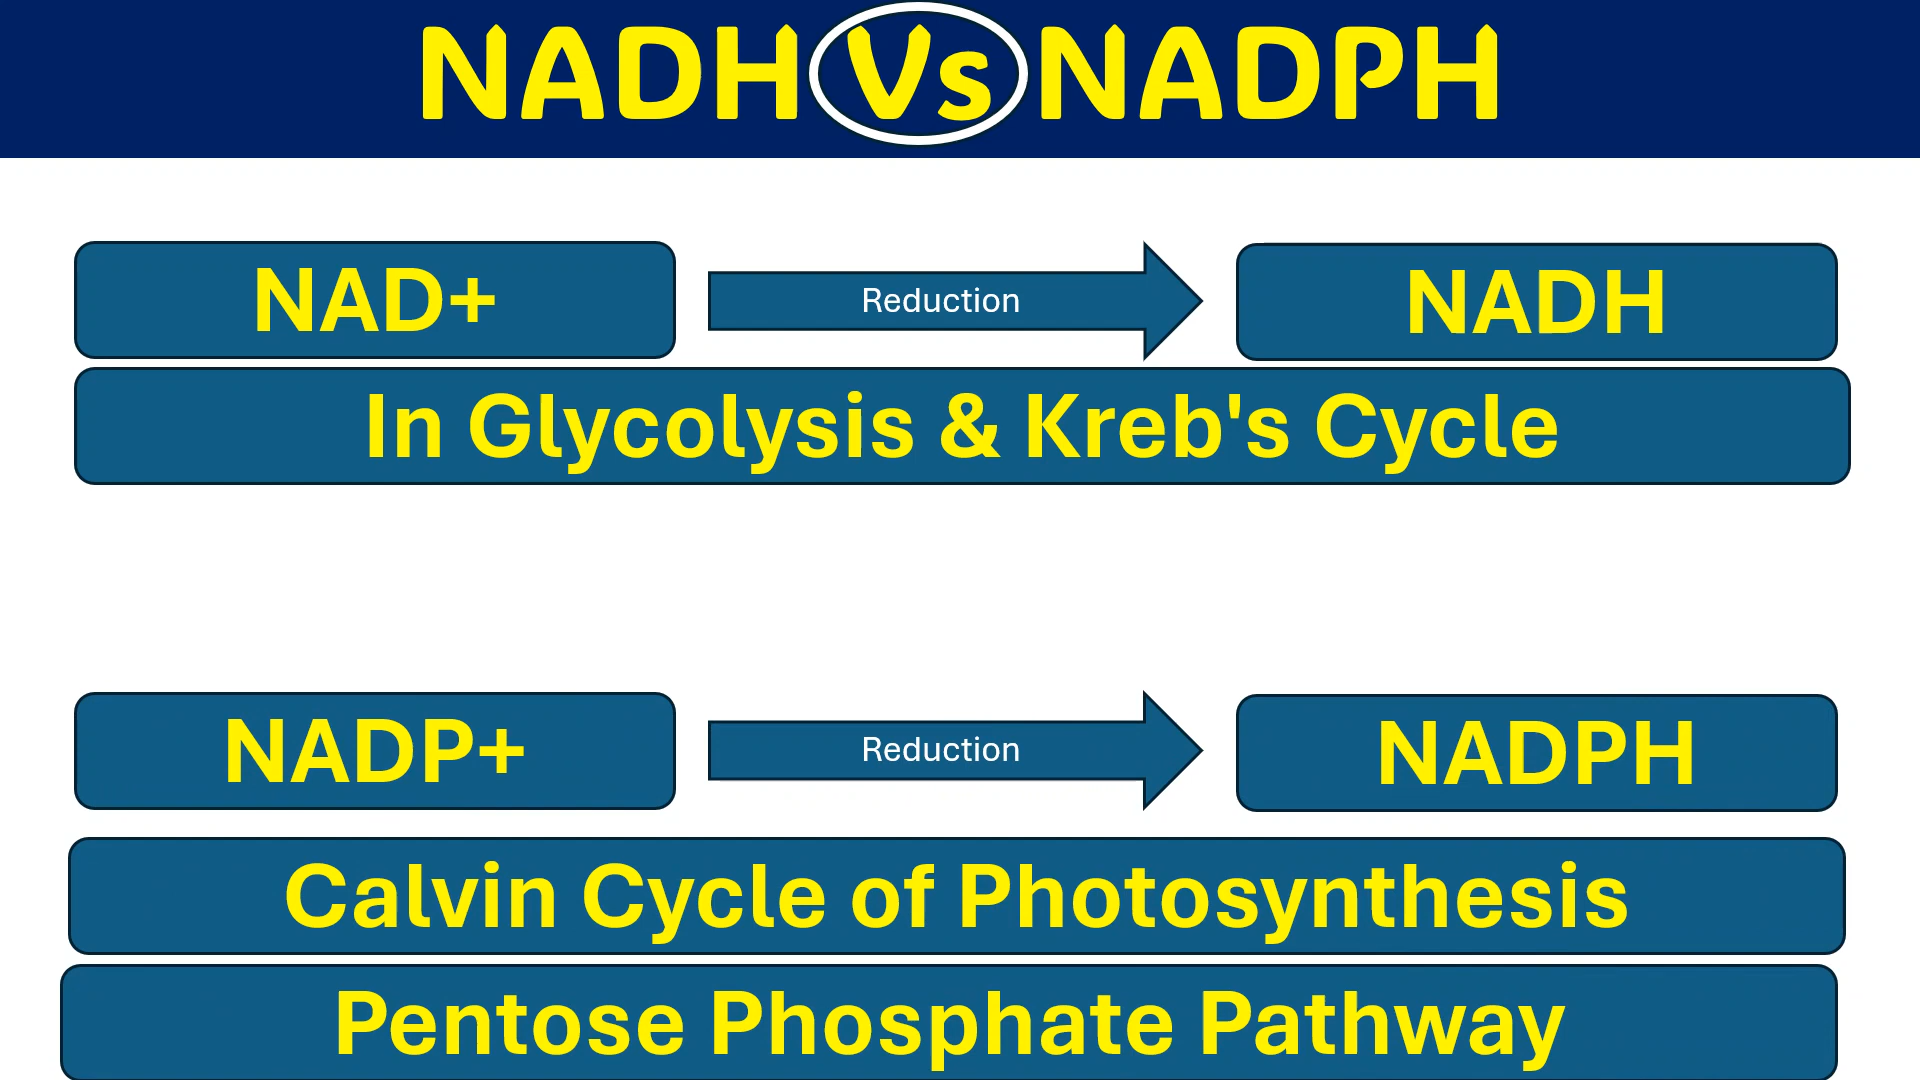 NADH Vs NADPH
NAD+
Reduction
NADH
In Glycolysis & Kreb's Cycle
NADP+
Reduction
NADPH
Calvin Cycle of Photosynthesis
Pentose Phosphate Pathway